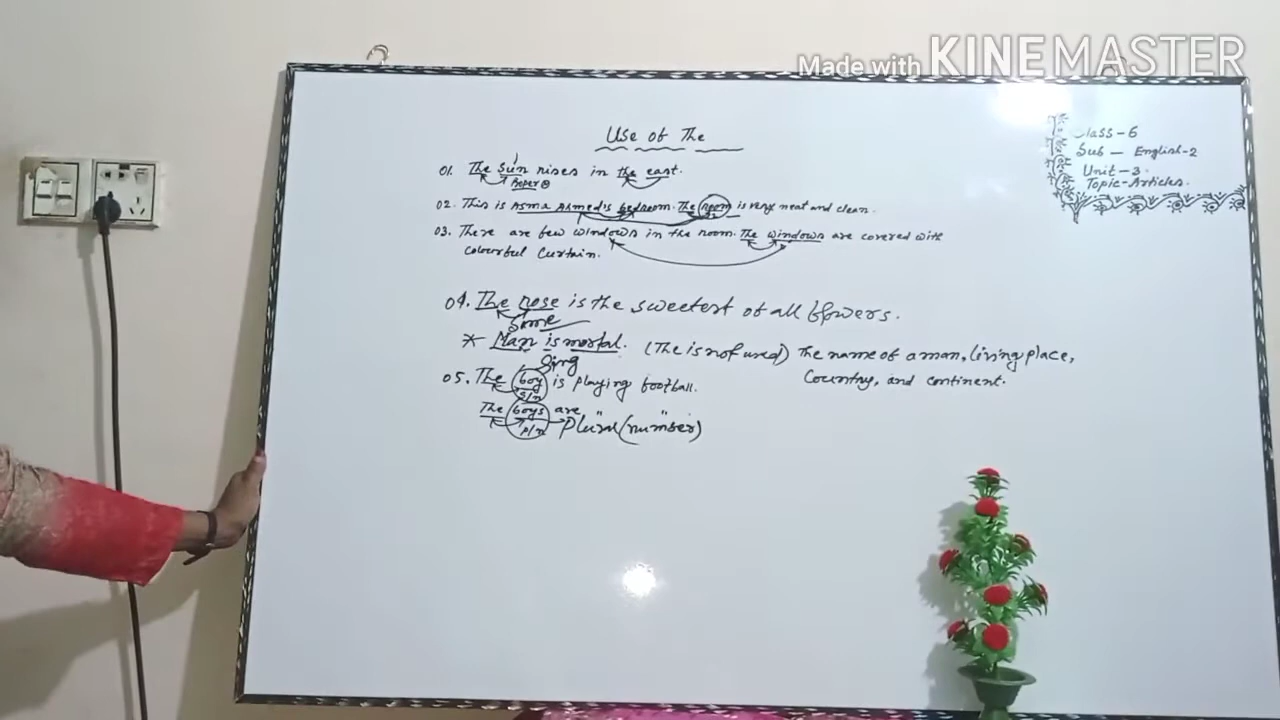 Made with KINEMASTER
Class-6
Sub - English-2
Unit-3
Topic-Articles.
Use of The
01. The Sun rises in the east.
Proper
02. This is Asma Ahmed's bedroom. The room is very neat and clean.
03. There are few windows in the room. The windows are covered with
colourful Curtain.
04. The rose is the sweetest of all flowers.
Some
* Man is mortal. (The is not used) The name of a man, living place,
Country, and continent.
Sing
05. The boy is playing football.
S/n
The boys are " "
P/n Plural (number)